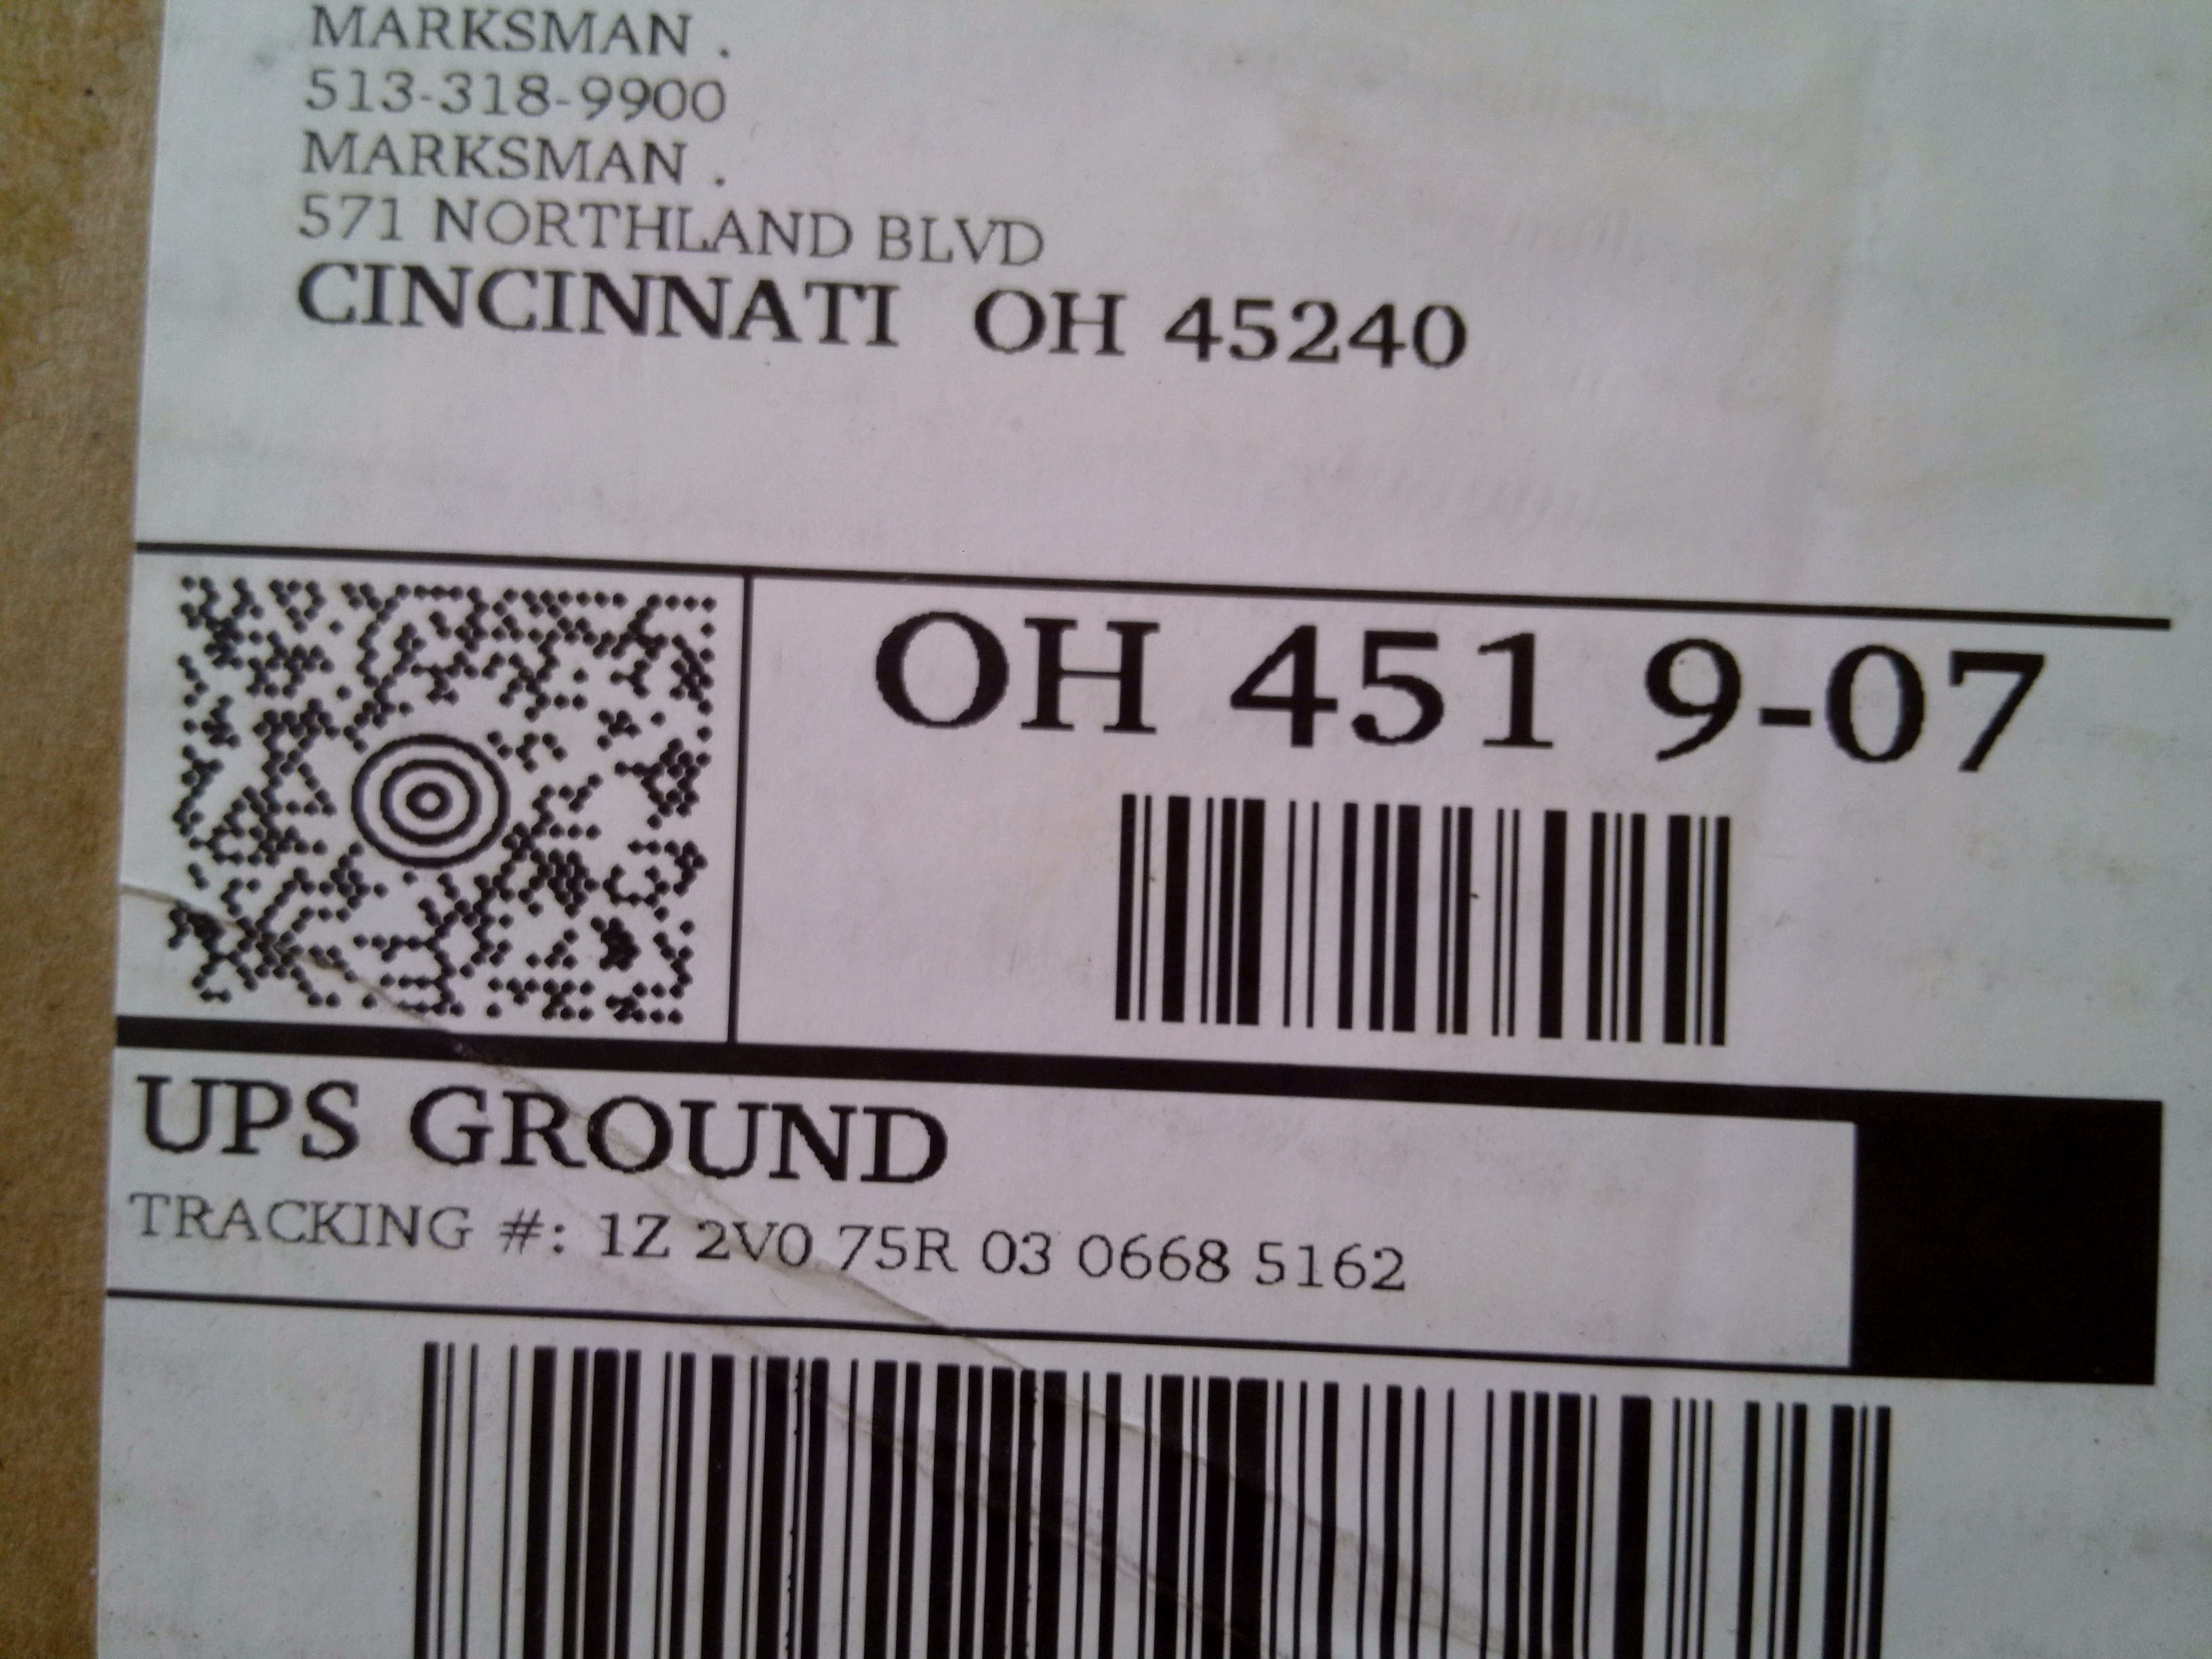 MARKSMAN .
513-318-9900
MARKSMAN .
571 NORTHLAND BLVD
CINCINNATI OH 45240
OH 451 9-07
UPS GROUND
TRACKING #: 1Z 2V0 75R 03 0668 5162